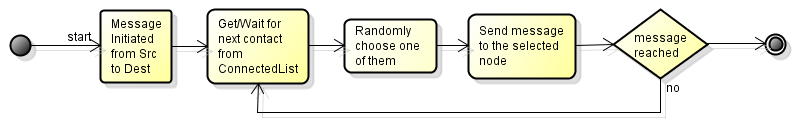 start
Message
Initiated
from Src
to Dest
Get/Wait for
next contact
from
ConnectedList
Randomly
choose one
of them
Send message
to the selected
node
message
reached
no